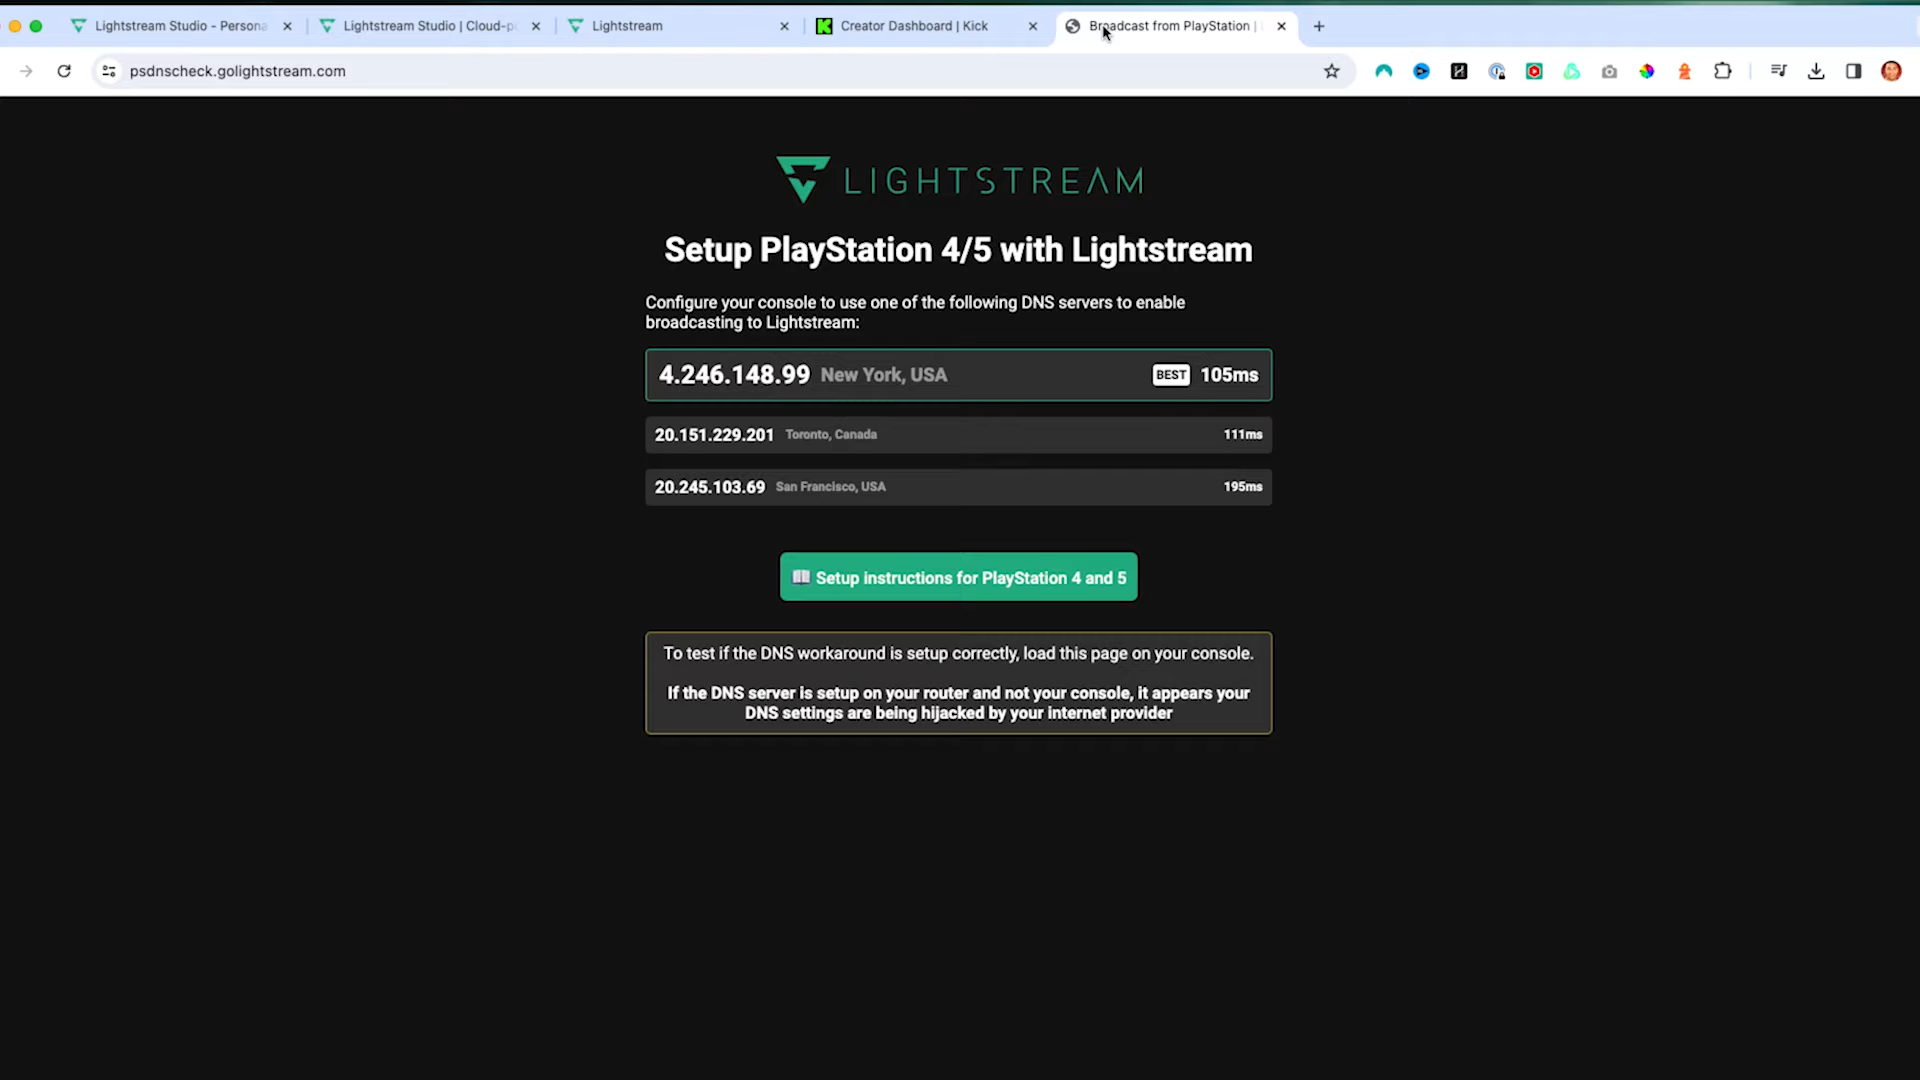 Lightstream Studio - Persona
Lightstream Studio | Cloud-p
Lightstream
Creator Dashboard | Kick
Broadcast from PlayStation |
psdnscheck.golightstream.com
LIGHTSTREAM
Setup PlayStation 4/5 with Lightstream
Configure your console to use one of the following DNS servers to enable
broadcasting to Lightstream:
4.246.148.99 New York, USA BEST 105ms
20.151.229.201 Toronto, Canada 111ms
20.245.103.69 San Francisco, USA 195ms
Setup instructions for PlayStation 4 and 5
To test if the DNS workaround is setup correctly, load this page on your console.
If the DNS server is setup on your router and not your console, it appears your
DNS settings are being hijacked by your internet provider